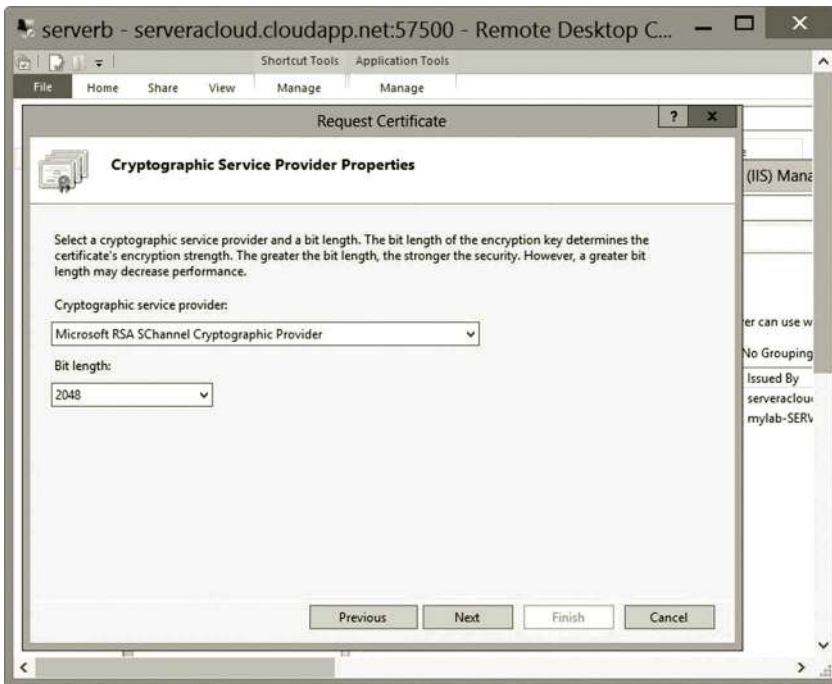 serverb - serveracloud.cloudapp.net:57500 - Remote Desktop C...
Shortcut Tools Application Tools
File Home Share View Manage Manage
Request Certificate ? x
Cryptographic Service Provider Properties
(IIS) Mana
Select a cryptographic service provider and a bit length. The bit length of the encryption key determines the
certificate's encryption strength. The greater the bit length, the stronger the security. However, a greater bit
length may decrease performance.
Cryptographic service provider:
Microsoft RSA SChannel Cryptographic Provider
er can use w
Bit length:
No Grouping
2048
Issued By
serveraclou
mylab-SERV
Previous Next Finish Cancel